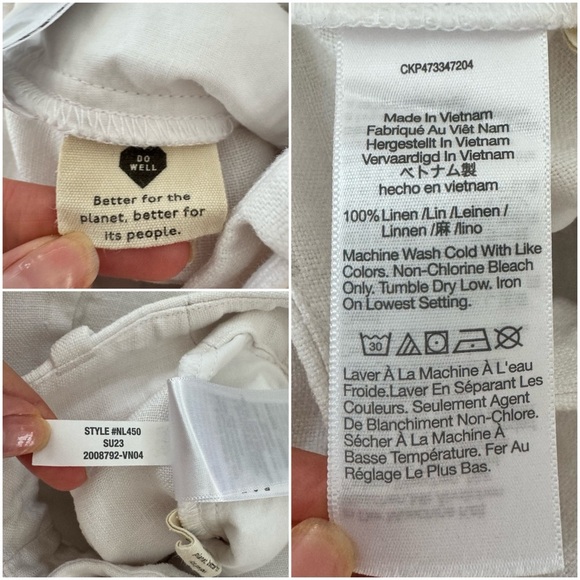 DO
WELL
Better for the
planet, better for
its people.
STYLE #NL450
SU23
2008792-VN04
CKP473347204
Made In Vietnam
Fabriqué Au Viêt Nam
Hergestellt In Vietnam
Vervaardigd In Vietnam
ベトナム製
hecho en vietnam
100% Linen /Lin /Leinen /
Linnen /麻 /lino
Machine Wash Cold With Like
Colors. Non-Chlorine Bleach
Only. Tumble Dry Low. Iron
On Lowest Setting.
30
Laver À La Machine À L'eau
Froide.Laver En Séparant Les
Couleurs. Seulement Agent
De Blanchiment Non-Chlore.
Sécher À La Machine À
Basse Température. Fer Au
Réglage Le Plus Bas.